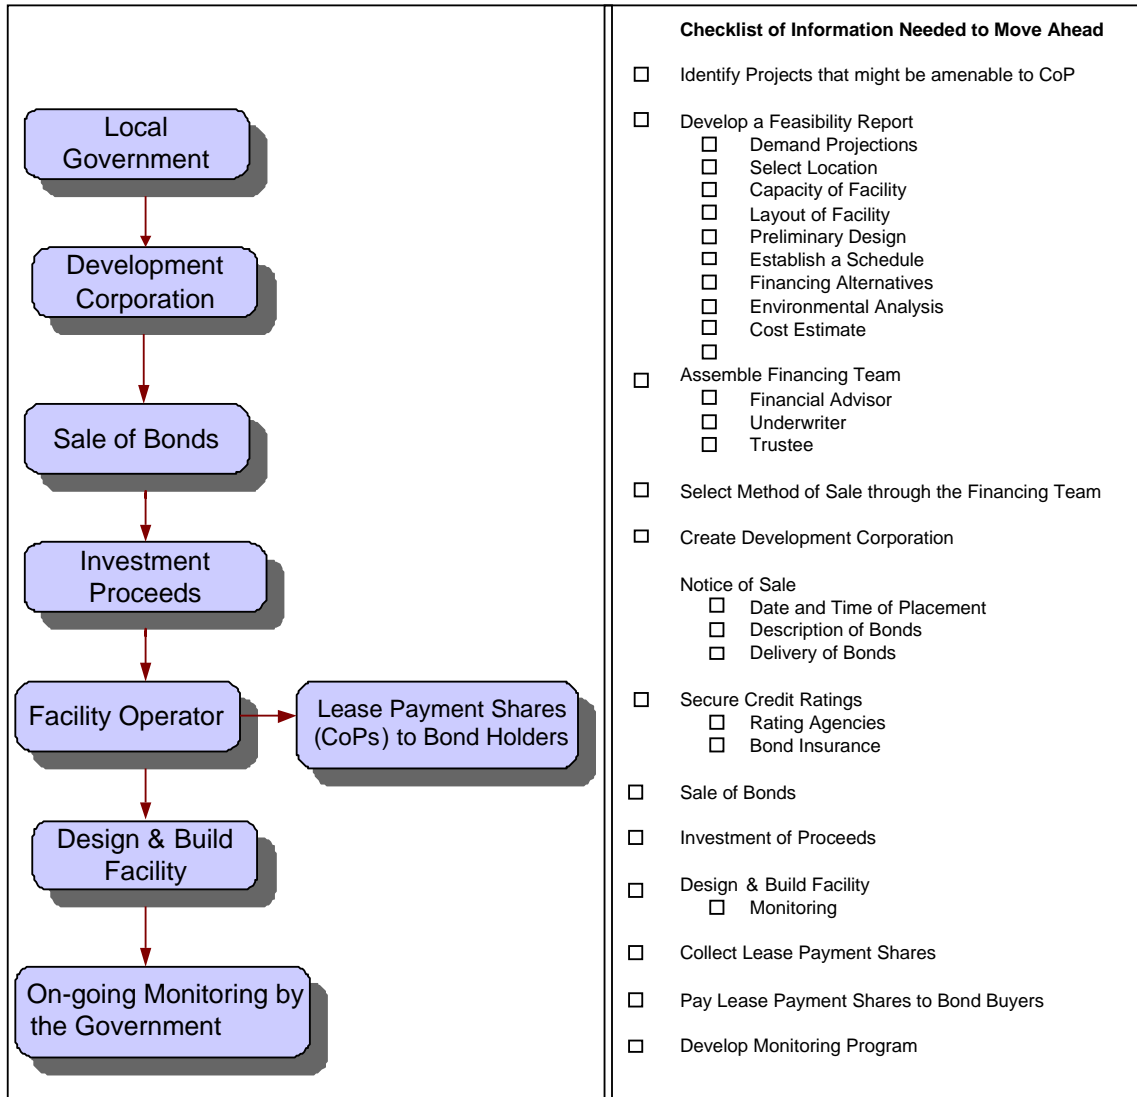 Local
Government
Development
Corporation
Sale of Bonds
Investment
Proceeds
Facility Operator
Lease Payment Shares
(CoPs) to Bond Holders
Design & Build
Facility
On-going Monitoring by
the Government
Checklist of Information Needed to Move Ahead
Identify Projects that might be amenable to CoP
Develop a Feasibility Report
Demand Projections
Select Location
Capacity of Facility
Layout of Facility
Preliminary Design
Establish a Schedule
Financing Alternatives
Environmental Analysis
Cost Estimate
Assemble Financing Team
Financial Advisor
Underwriter
Trustee
Select Method of Sale through the Financing Team
Create Development Corporation
Notice of Sale
Date and Time of Placement
Description of Bonds
Delivery of Bonds
Secure Credit Ratings
Rating Agencies
Bond Insurance
Sale of Bonds
Investment of Proceeds
Design & Build Facility
Monitoring
Collect Lease Payment Shares
Pay Lease Payment Shares to Bond Buyers
Develop Monitoring Program